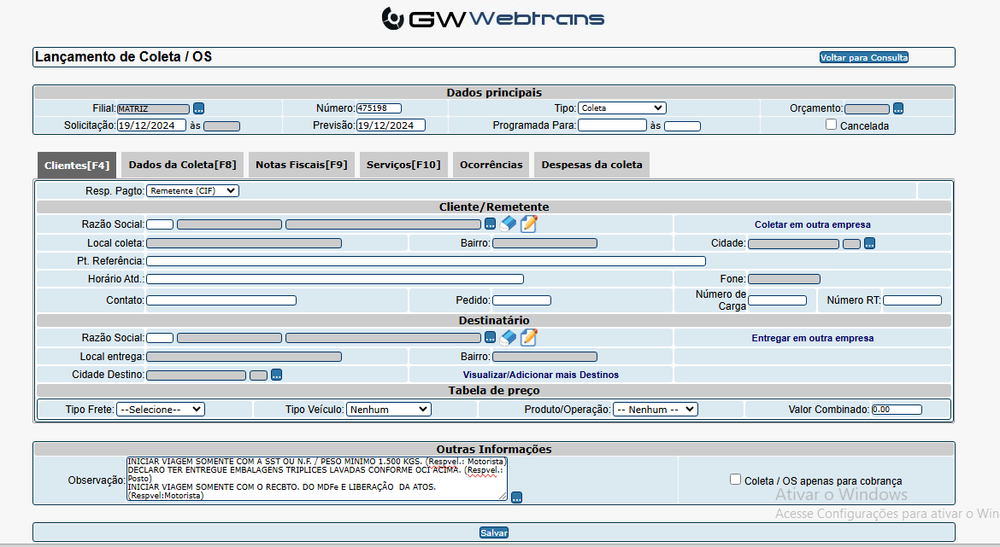 GW Webtrans
Lançamento de Coleta / OS
Voltar para Consulta
Dados principais
Filial: MATRIZ ... Número: 475198 Tipo: Coleta Orçamento: ...
Solicitação: 19/12/2024 às Previsão: 19/12/2024 Programada Para: às Cancelada
Clientes[F4] Dados da Coleta[F8] Notas Fiscais[F9] Serviços[F10] Ocorrências Despesas da coleta
Resp. Pagto: Remetente (CIF)
Cliente/Remetente
Razão Social: ... Coletar em outra empresa
Local coleta: Bairro: Cidade: ...
Pt. Referência:
Horário Atd.: Fone:
Contato: Pedido: Número de Carga Número RT:
Destinatário
Razão Social: ... Entregar em outra empresa
Local entrega: Bairro:
Cidade Destino: ... Visualizar/Adicionar mais Destinos
Tabela de preço
Tipo Frete: --Selecione-- Tipo Veículo: Nenhum Produto/Operação: -- Nenhum -- Valor Combinado: 0.00
Outras Informações
Observação:
INICIAR VIAGEM SOMENTE COM A SST OU N.F. / PESO MINIMO 1.500 KGS. (Respvel.: Motorista)
DECLARO TER ENTREGUE EMBALAGENS TRIPLICES LAVADAS CONFORME OCI ACIMA. (Respvel.:
Posto)
INICIAR VIAGEM SOMENTE COM O RECBTO. DO MDFe E LIBERAÇÃO DA ATOS.
(Respvel:Motorista)
...
Coleta / OS apenas para cobrança
Ativar o Windows
Acesse Configurações para ativar o Win
Salvar